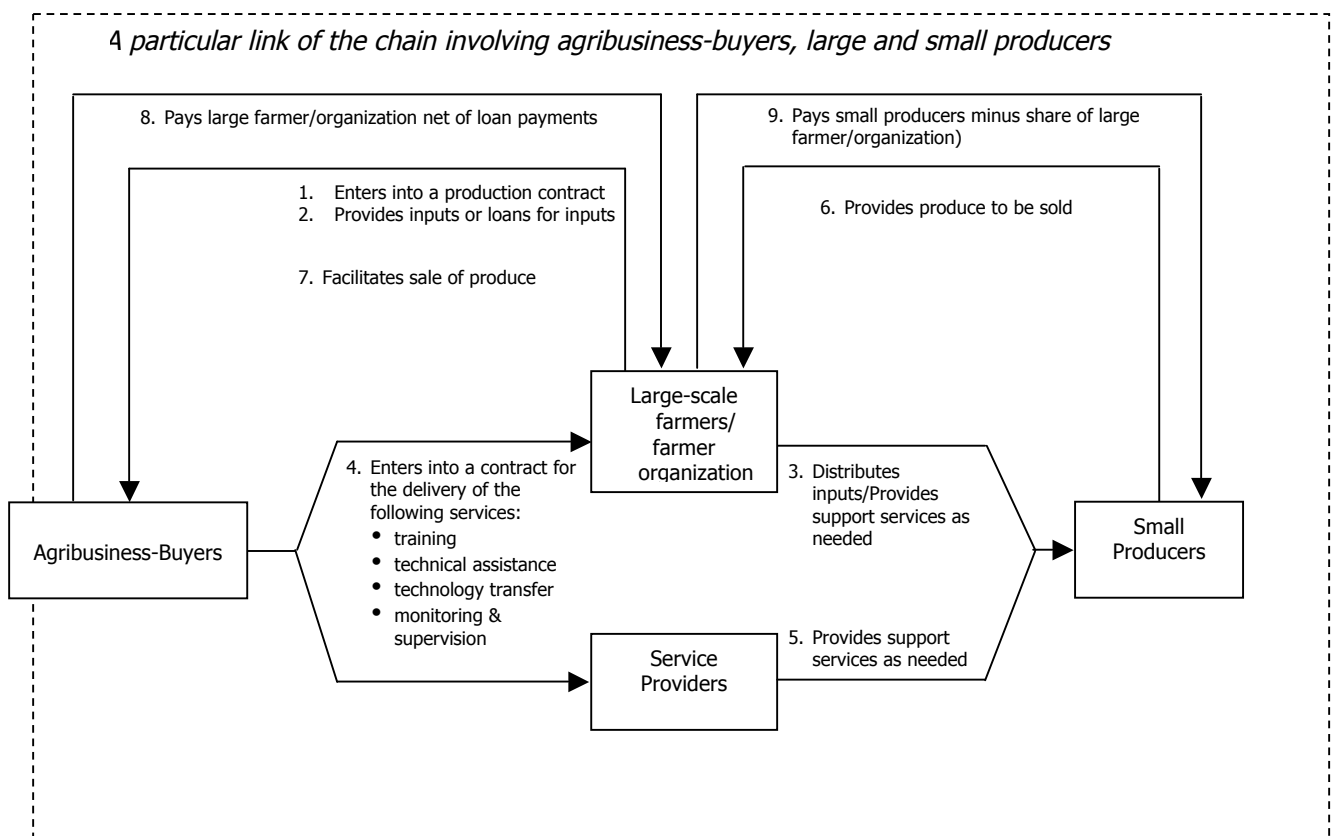 A particular link of the chain involving agribusiness-buyers, large and small producers
8. Pays large farmer/organization net of loan payments
9. Pays small producers minus share of large
farmer/organization)
1. Enters into a production contract
2. Provides inputs or loans for inputs
6. Provides produce to be sold
7. Facilitates sale of produce
Large-scale
farmers/
farmer
organization
4. Enters into a contract for
the delivery of the
following services:
• training
• technical assistance
• technology transfer
• monitoring &
supervision
3. Distributes
inputs/Provides
support services as
needed
Agribusiness-Buyers
Small
Producers
Service
Providers
5. Provides support
services as needed